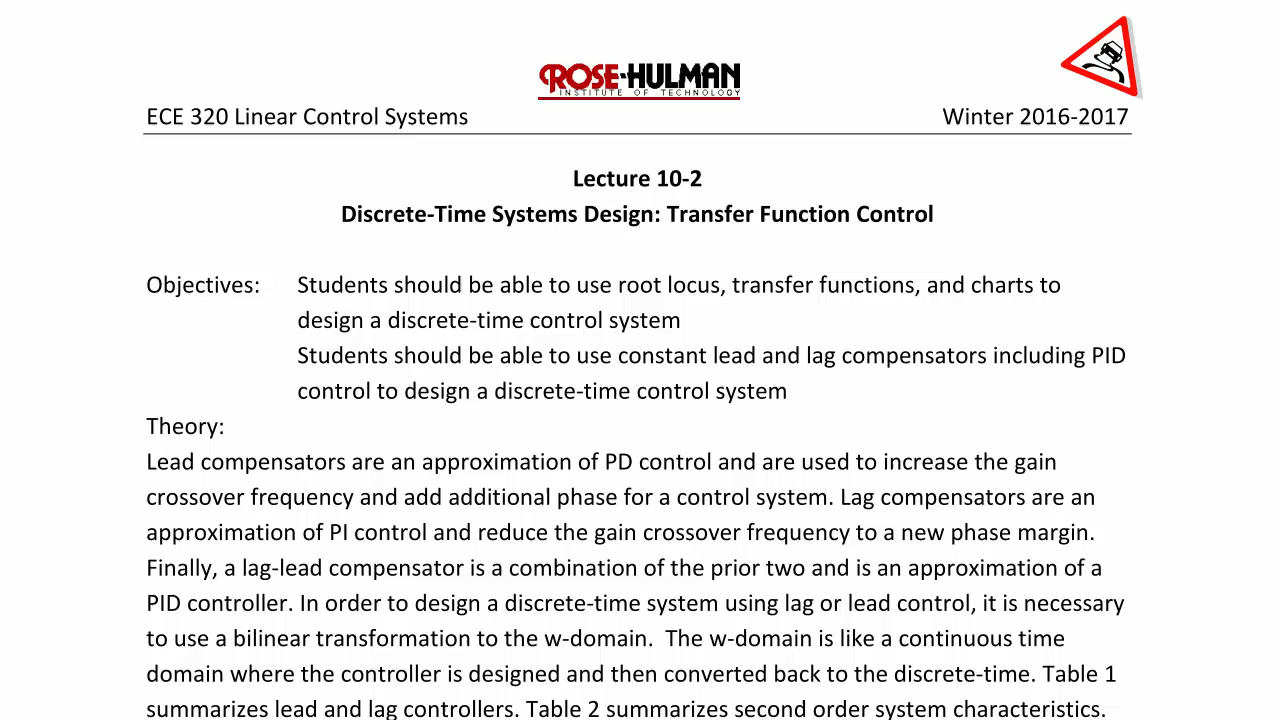 ROSE-HULMAN
INSTITUTE OF TECHNOLOGY
ECE 320 Linear Control Systems Winter 2016-2017
Lecture 10-2
Discrete-Time Systems Design: Transfer Function Control
Objectives: Students should be able to use root locus, transfer functions, and charts to
design a discrete-time control system
Students should be able to use constant lead and lag compensators including PID
control to design a discrete-time control system
Theory:
Lead compensators are an approximation of PD control and are used to increase the gain
crossover frequency and add additional phase for a control system. Lag compensators are an
approximation of PI control and reduce the gain crossover frequency to a new phase margin.
Finally, a lag-lead compensator is a combination of the prior two and is an approximation of a
PID controller. In order to design a discrete-time system using lag or lead control, it is necessary
to use a bilinear transformation to the w-domain. The w-domain is like a continuous time
domain where the controller is designed and then converted back to the discrete-time. Table 1
summarizes lead and lag controllers. Table 2 summarizes second order system characteristics.